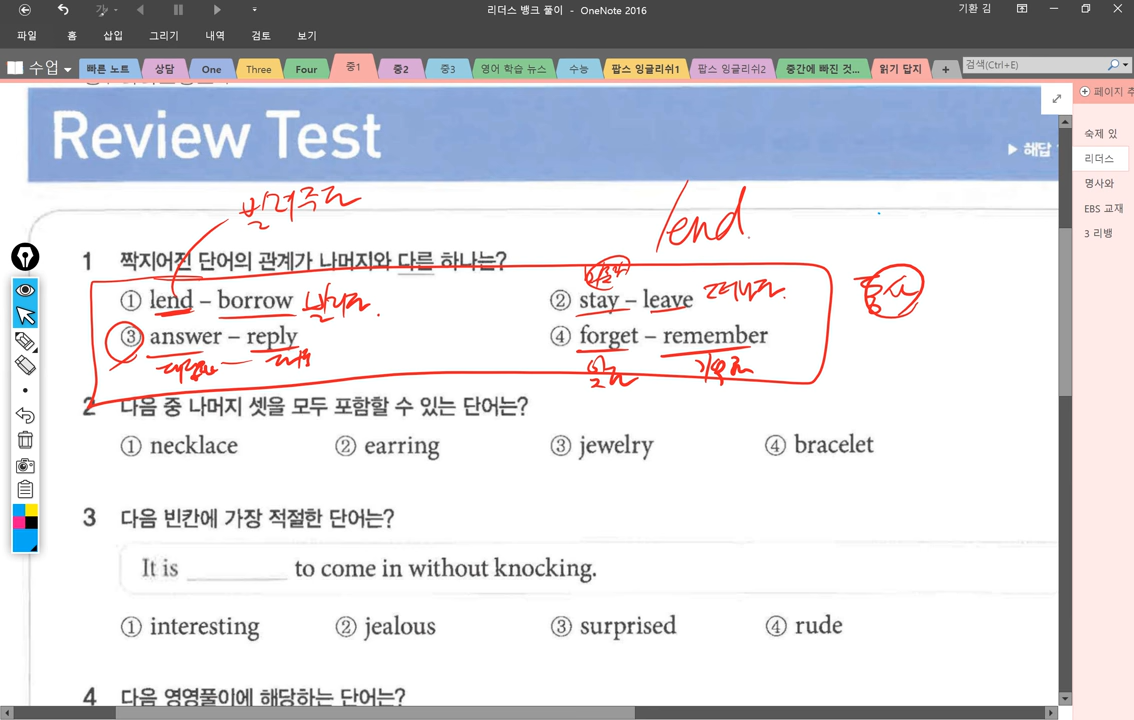 리더스 뱅크 풀이 - OneNote 2016
기환 김
파일 홈 삽입 그리기 내역 검토 보기
수업 빠른 노트 상담 One Three Four 중1 중2 중3 영어 학습 뉴스 수능 팝스 잉글리쉬1 팝스 잉글리쉬2 중간에 빠진 것... 읽기 답지 + 검색(Ctrl+E)
페이지 추
숙제 있
리더스
명사와
EBS 교재
3 리뱅
Review Test
▶ 해답
빌려주다
lend
1 짝지어진 단어의 관계가 나머지와 다른 하나는?
① lend – borrow 빌리다.
② stay – leave 떠나다.
머물다
동사
③ answer – reply
④ forget – remember
2 다음 중 나머지 셋을 모두 포함할 수 있는 단어는?
① necklace ② earring ③ jewelry ④ bracelet
3 다음 빈칸에 가장 적절한 단어는?
It is ________ to come in without knocking.
① interesting ② jealous ③ surprised ④ rude
4 다음 영영풀이에 해당하는 단어는?